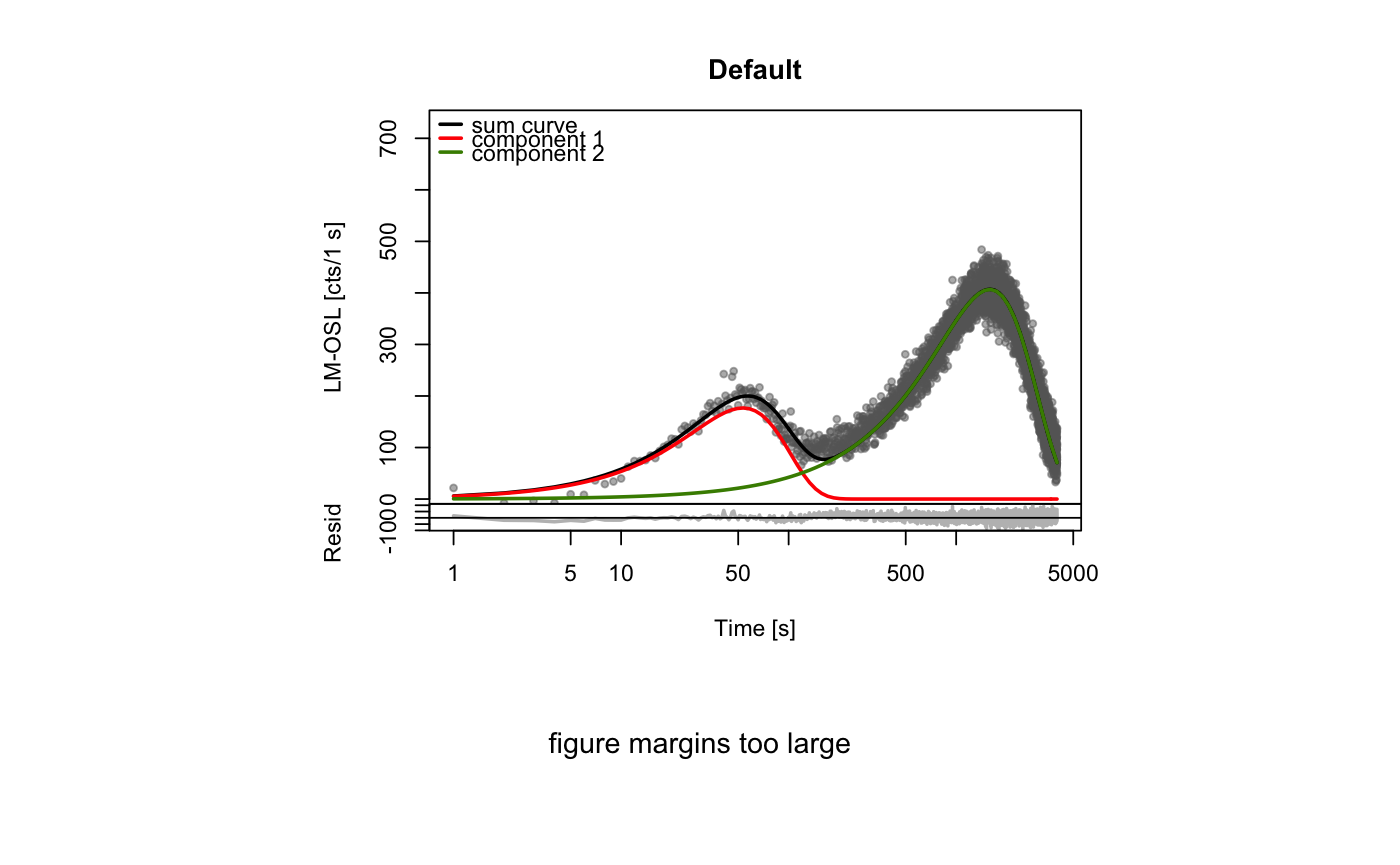 Default
sum curve
component 1
component 2
LM-OSL [cts/1 s]
700
500
300
100
Resid
0
-100
1
5
10
50
500
5000
Time [s]
figure margins too large